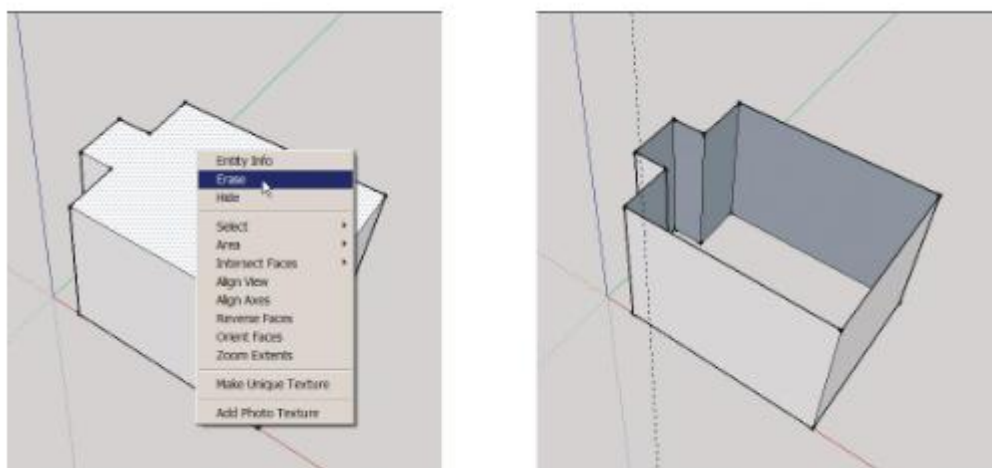 Entity Info
Erase
Hide
Select
Area
Intersect Faces
Align View
Align Axes
Reverse Faces
Orient Faces
Zoom Extents
Make Unique Texture
Add Photo Texture